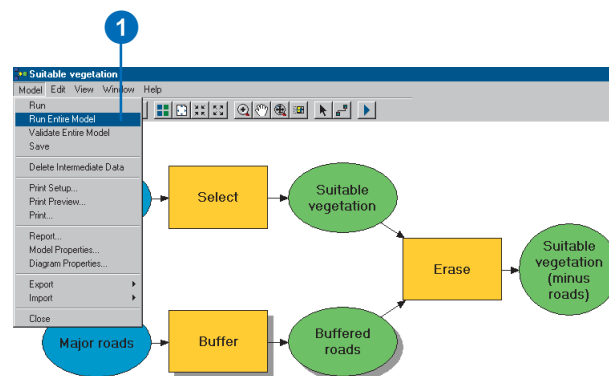 1
Suitable vegetation
Model Edit View Window Help
Run
Run Entire Model
Validate Entire Model
Save
Delete Intermediate Data
Print Setup...
Print Preview...
Print...
Report...
Model Properties...
Diagram Properties...
Export
Import
Close
Select
Suitable
vegetation
Erase
Suitable
vegetation
(minus
roads)
Major roads
Buffer
Buffered
roads